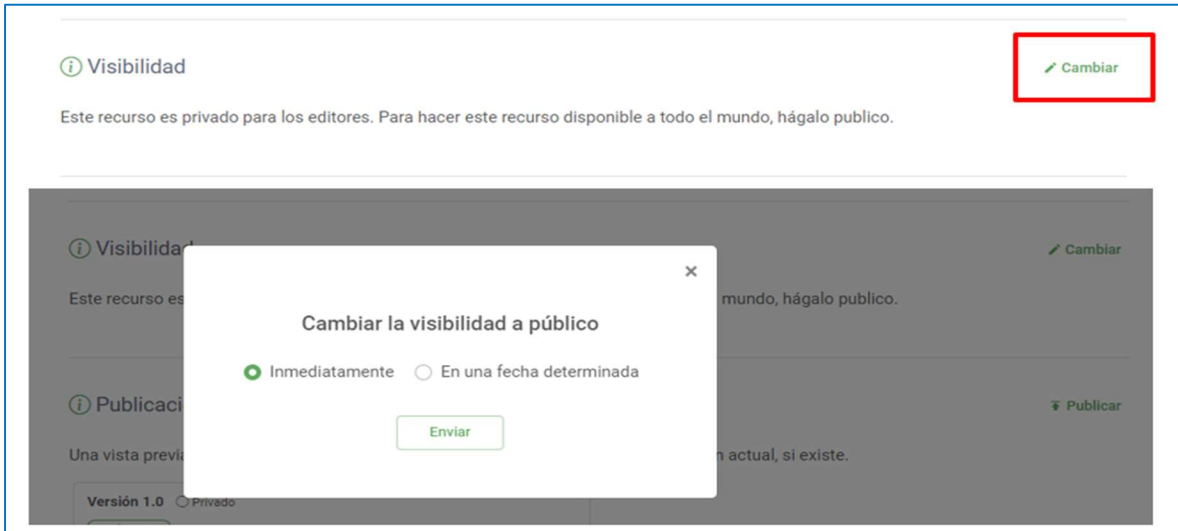 Visibilidad
Cambiar
Este recurso es privado para los editores. Para hacer este recurso disponible a todo el mundo, hágalo publico.
Visibilidad
Cambiar
Este recurso es
mundo, hágalo publico.
×
Cambiar la visibilidad a público
Inmediatamente En una fecha determinada
Enviar
Publicaci
Publicar
Una vista previa
n actual, si existe.
Versión 1.0 Privado